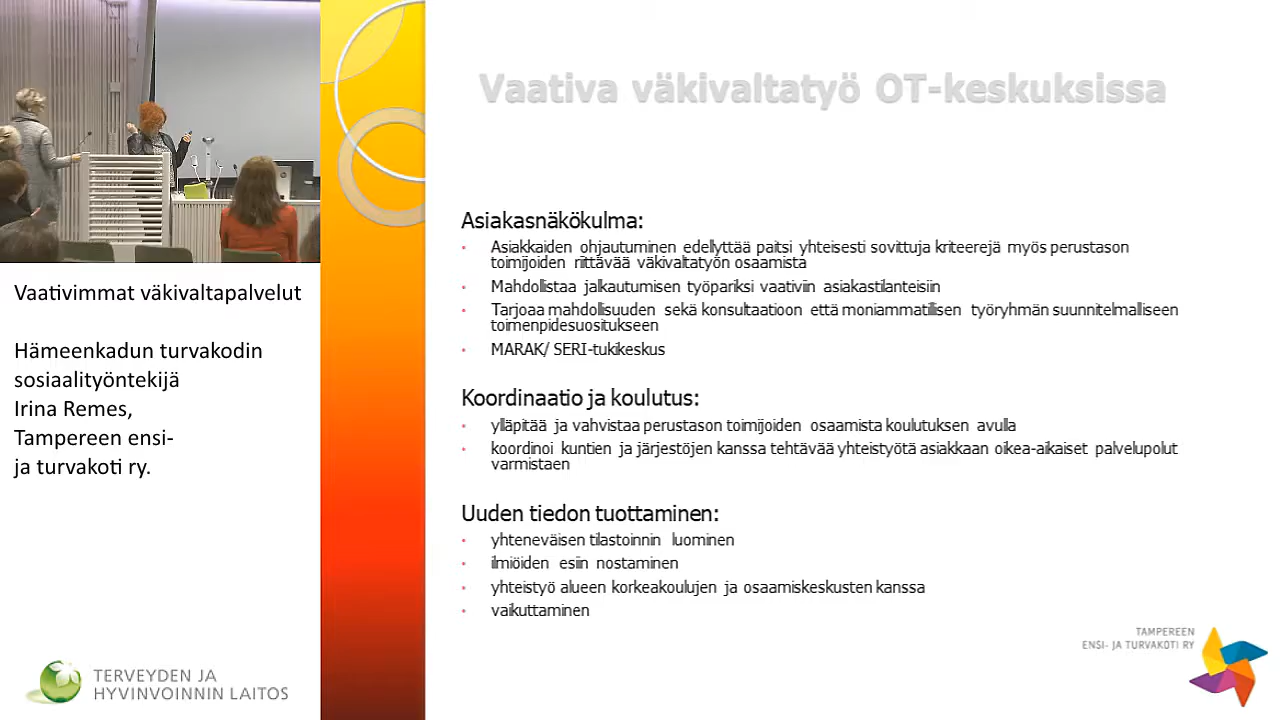 Vaativimmat väkivaltapalvelut
Hämeenkadun turvakodin
sosiaalityöntekijä
Irina Remes,
Tampereen ensi-
ja turvakoti ry.
TERVEYDEN JA
HYVINVOINNIN LAITOS
Vaativa väkivaltatyö OT-keskuksissa
Asiakasnäkökulma:
• Asiakkaiden ohjautuminen edellyttää paitsi yhteisesti sovittuja kriteerejä myös perustason
toimijoiden riittävää väkivaltatyön osaamista
• Mahdollistaa jalkautumisen työpariksi vaativiin asiakastilanteisiin
• Tarjoaa mahdollisuuden sekä konsultaatioon että moniammatillisen työryhmän suunnitelmalliseen
toimenpidesuositukseen
• MARAK/ SERI-tukikeskus
Koordinaatio ja koulutus:
• ylläpitää ja vahvistaa perustason toimijoiden osaamista koulutuksen avulla
• koordinoi kuntien ja järjestöjen kanssa tehtävää yhteistyötä asiakkaan oikea-aikaiset palvelupolut
varmistaen
Uuden tiedon tuottaminen:
• yhteneväisen tilastoinnin luominen
• ilmiöiden esiin nostaminen
• yhteistyö alueen korkeakoulujen ja osaamiskeskusten kanssa
• vaikuttaminen
TAMPEREEN
ENSI- JA TURVAKOTI RY